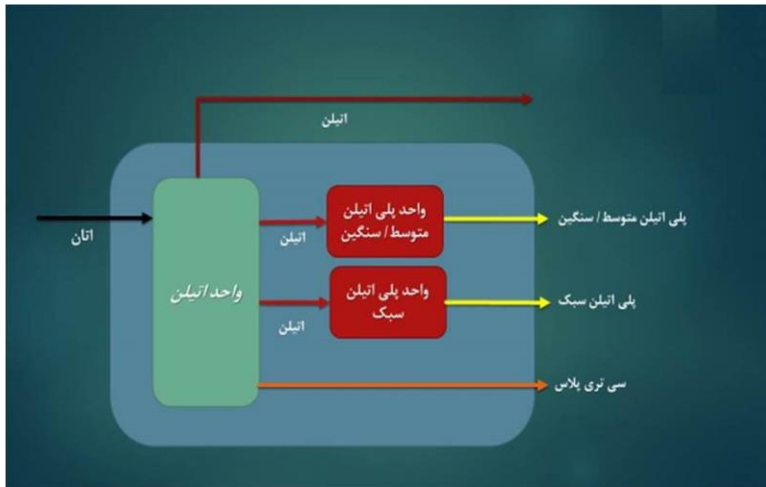 اتیلن
واحد پلی اتیلن
متوسط / سنگین
پلی اتیلن متوسط / سنگین
اتیلن
اتان
واحد اتیلن
واحد پلی اتیلن
سبک
پلی اتیلن سبک
اتیلن
سی تری پلاس